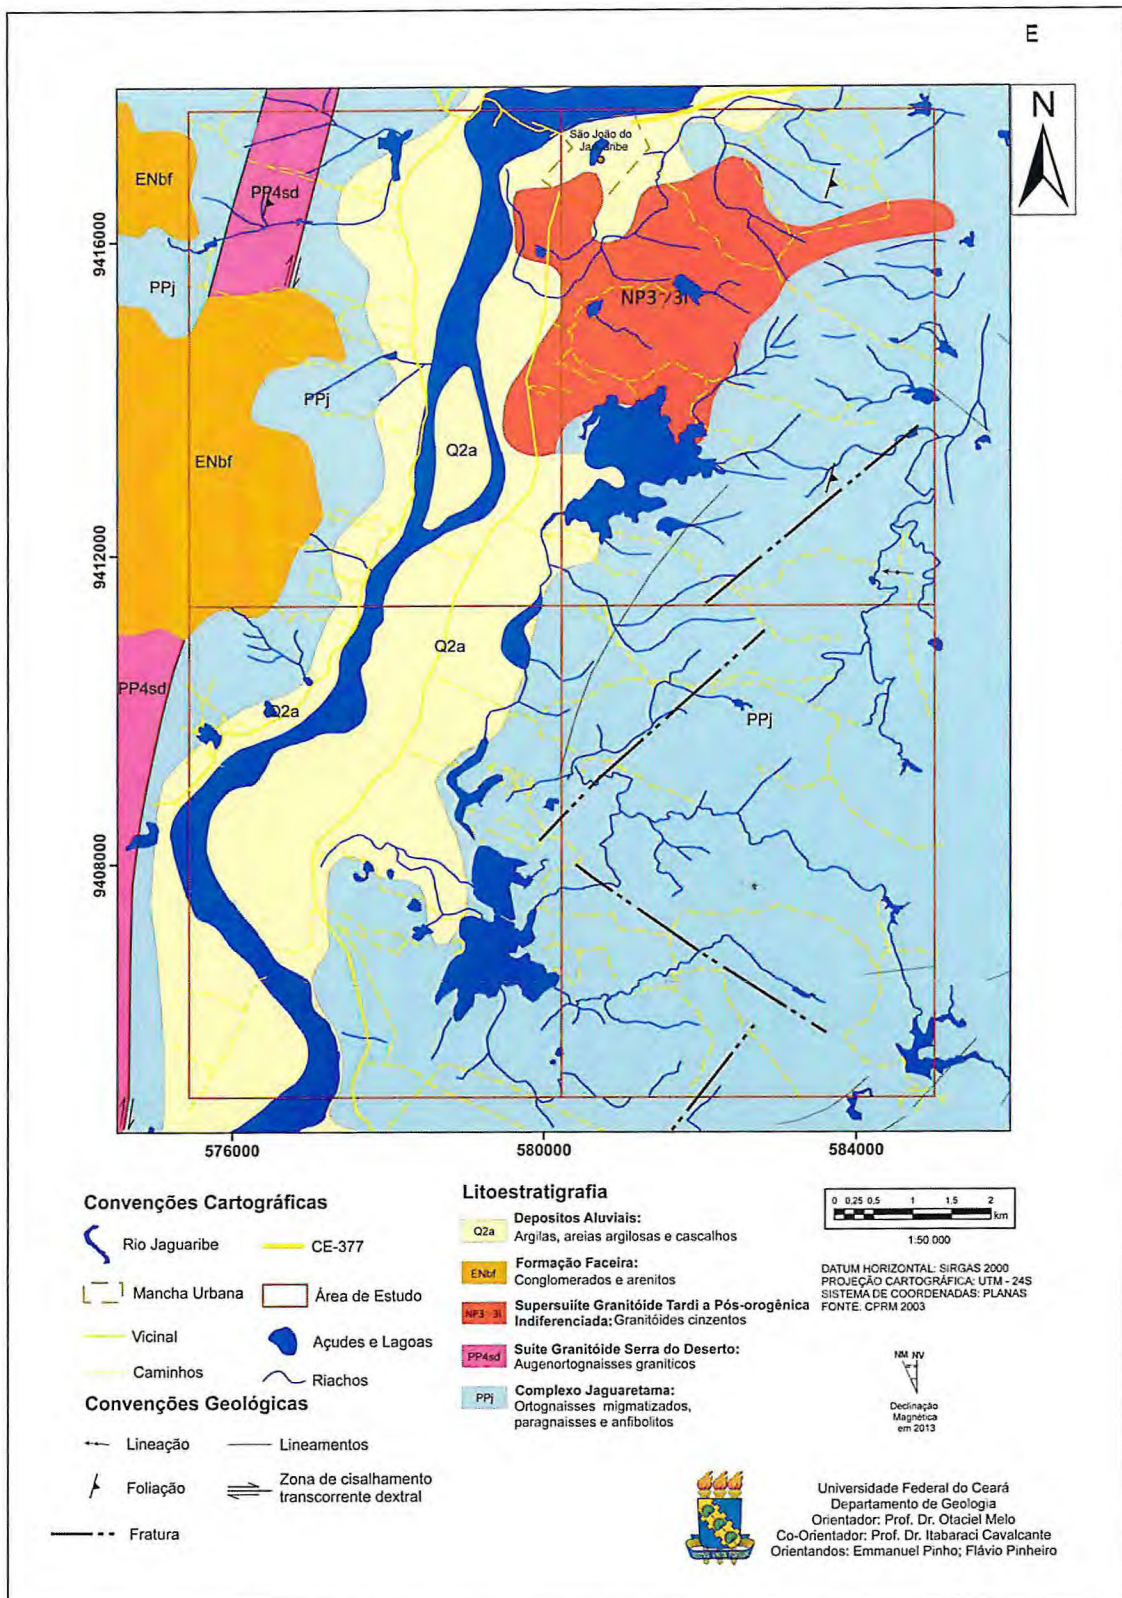 E
N
São João do
Jaguaribe
ENbf
PP4sd
9416000
PPj
NP3γ3i
PPj
Q2a
ENbf
9412000
Q2a
PP4sd
Q2a
PPj
9408000
576000
580000
584000
Convenções Cartográficas
Rio Jaguaribe
CE-377
Mancha Urbana
Área de Estudo
Vicinal
Açudes e Lagoas
Caminhos
Riachos
Convenções Geológicas
Lineação
Lineamentos
Foliação
Zona de cisalhamento
transcorrente dextral
Fratura
Litoestratigrafia
Q2a
Depositos Aluviais:
Argilas, areias argilosas e cascalhos
ENbf
Formação Faceira:
Conglomerados e arenitos
NP3γ3i
Supersuiíte Granitóide Tardi a Pós-orogênica
Indiferenciada: Granitóides cinzentos
PP4sd
Suite Granitóide Serra do Deserto:
Augenortognaisses graniticos
PPj
Complexo Jaguaretama:
Ortognaisses migmatizados,
paragnaisses e anfibolitos
0 0,25 0,5 1 1,5 2
km
1:50 000
DATUM HORIZONTAL: SIRGAS 2000
PROJEÇÃO CARTOGRÁFICA: UTM - 24S
SISTEMA DE COORDENADAS: PLANAS
FONTE: CPRM 2003
NM NV
Declinação
Magnética
em 2013
Universidade Federal do Ceará
Departamento de Geologia
Orientador: Prof. Dr. Otaciel Melo
Co-Orientador: Prof. Dr. Itabaraci Cavalcante
Orientandos: Emmanuel Pinho; Flávio Pinheiro